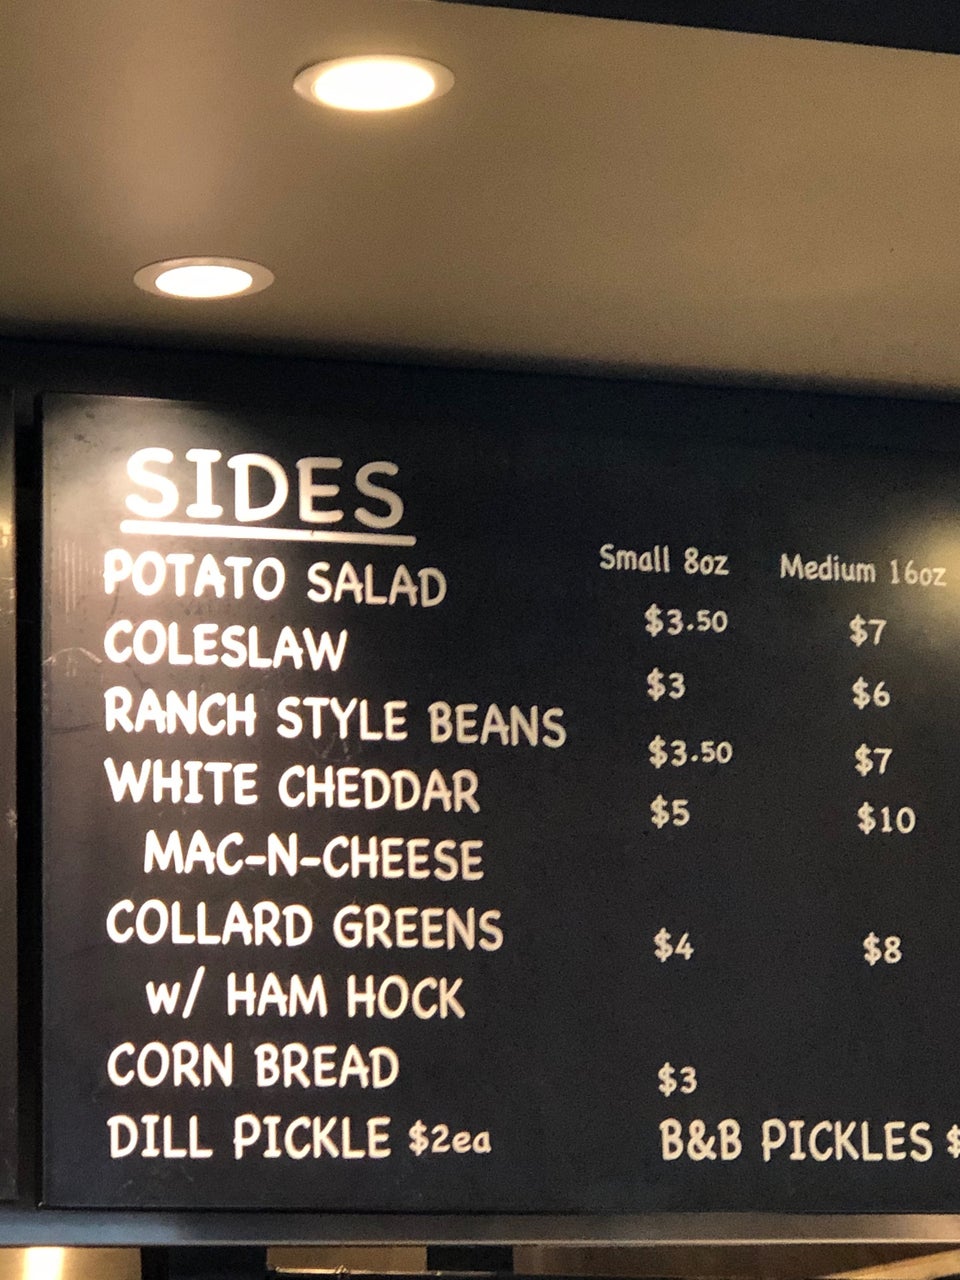 SIDES
Small 8oz Medium 16oz
POTATO SALAD $3.50 $7
COLESLAW $3 $6
RANCH STYLE BEANS $3.50 $7
WHITE CHEDDAR $5 $10
MAC-N-CHEESE
COLLARD GREENS $4 $8
w/ HAM HOCK
CORN BREAD $3
DILL PICKLE $2ea B&B PICKLES $